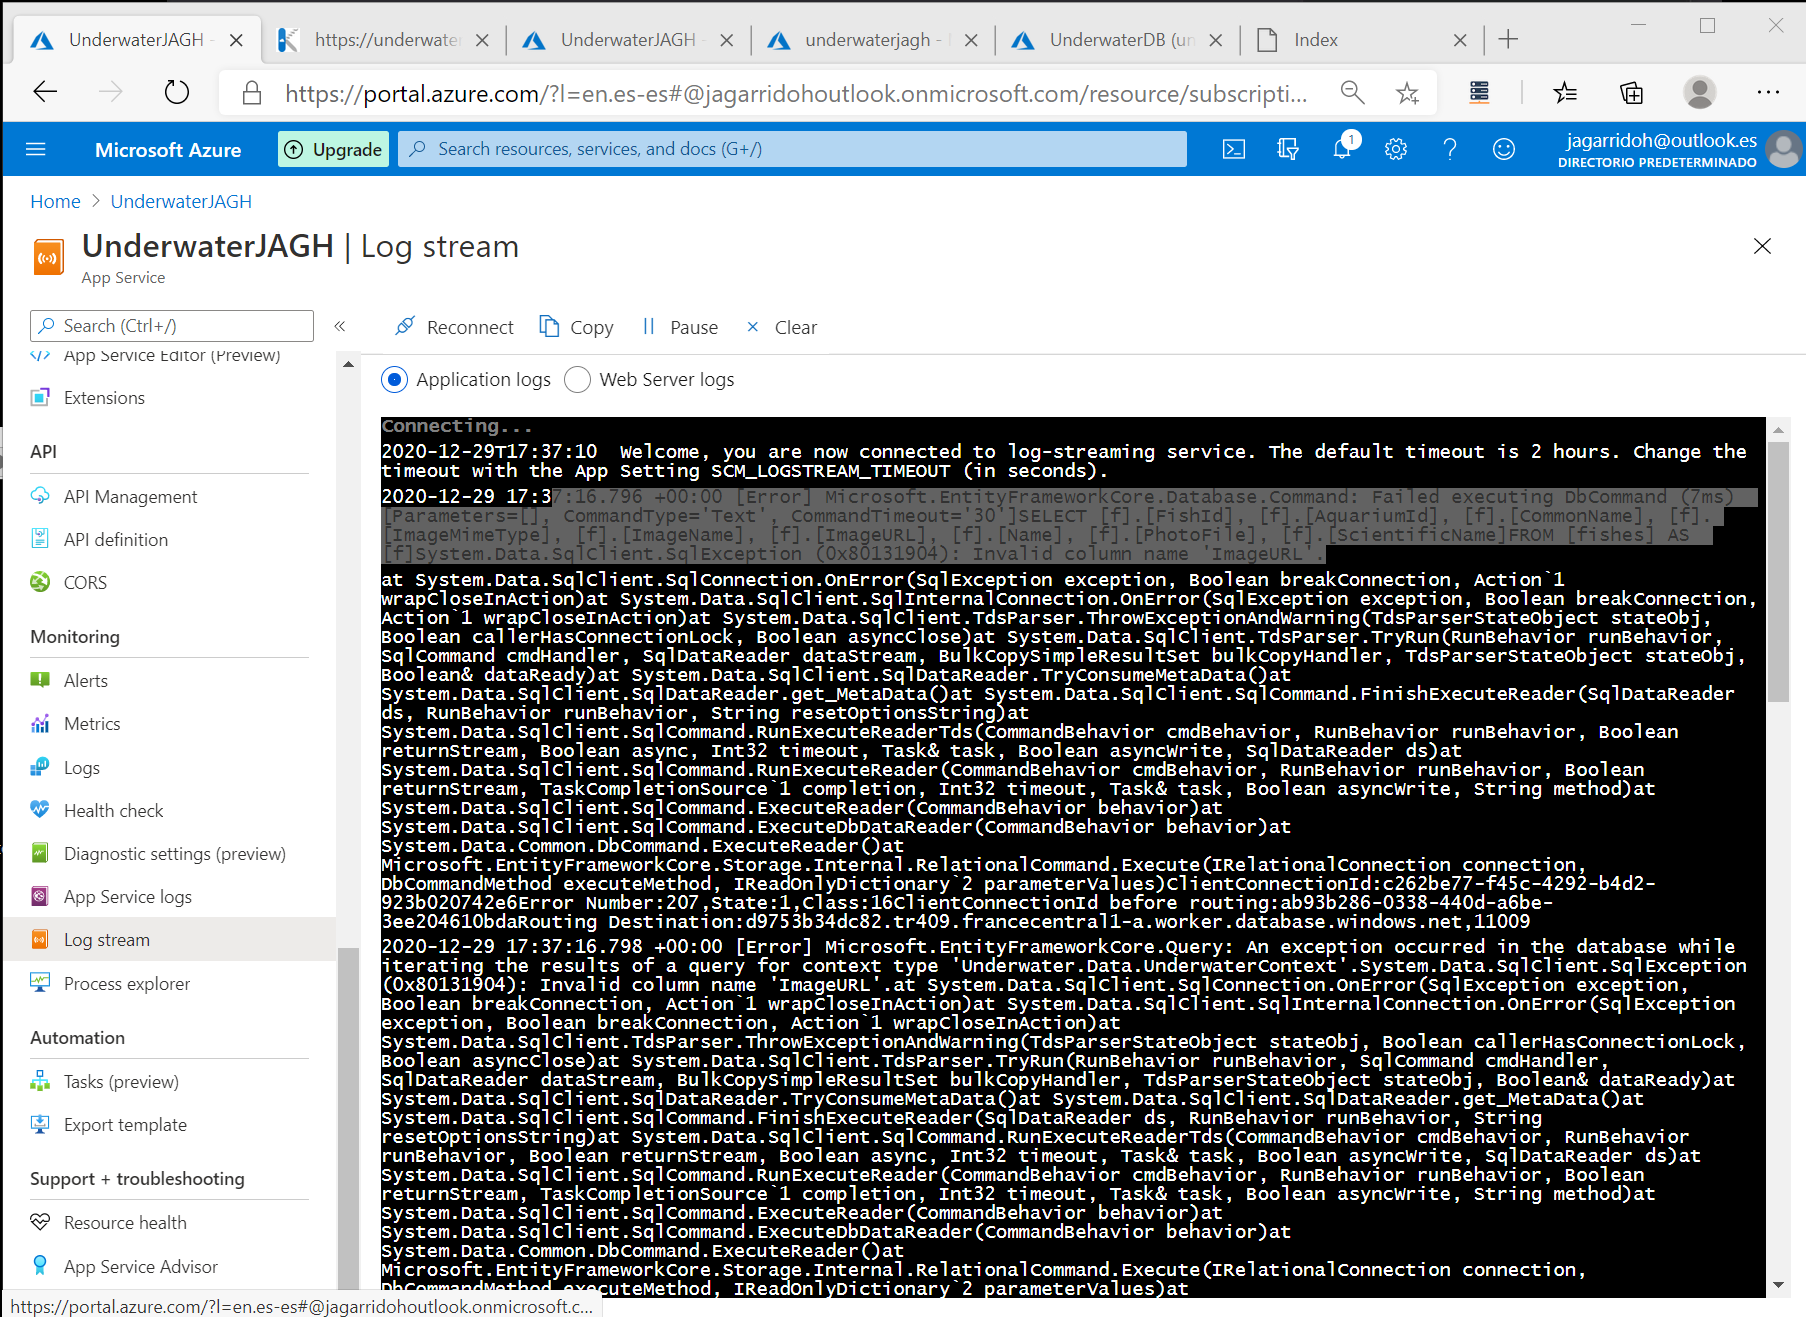 UnderwaterJAGH -
https://underwate
UnderwaterJAGH -
underwaterjagh -
UnderwaterDB (un
Index
https://portal.azure.com/?l=en.es-es#@jagarridohoutlook.onmicrosoft.com/resource/subscripti...
Microsoft Azure
Upgrade
Search resources, services, and docs (G+/)
1
jagarridoh@outlook.es
DIRECTORIO PREDETERMINADO
Home > UnderwaterJAGH
UnderwaterJAGH | Log stream
App Service
Search (Ctrl+/)
«
Reconnect
Copy
Pause
Clear
App Service Editor (Preview)
Extensions
API
API Management
API definition
CORS
Monitoring
Alerts
Metrics
Logs
Health check
Diagnostic settings (preview)
App Service logs
Log stream
Process explorer
Automation
Tasks (preview)
Export template
Support + troubleshooting
Resource health
App Service Advisor
Application logs
Web Server logs
Connecting...
2020-12-29T17:37:10  Welcome, you are now connected to log-streaming service. The default timeout is 2 hours. Change the
timeout with the App Setting SCM_LOGSTREAM_TIMEOUT (in seconds).
2020-12-29 17:37:16.796 +00:00 [Error] Microsoft.EntityFrameworkCore.Database.Command: Failed executing DbCommand (7ms)
[Parameters=[], CommandType='Text', CommandTimeout='30']SELECT [f].[FishId], [f].[AquariumId], [f].[CommonName], [f].
[ImageMimeType], [f].[ImageName], [f].[ImageURL], [f].[Name], [f].[PhotoFile], [f].[ScientificName]FROM [fishes] AS
[f]System.Data.SqlClient.SqlException (0x80131904): Invalid column name 'ImageURL'.
at System.Data.SqlClient.SqlConnection.OnError(SqlException exception, Boolean breakConnection, Action`1
wrapCloseInAction)at System.Data.SqlClient.SqlInternalConnection.OnError(SqlException exception, Boolean breakConnection,
Action`1 wrapCloseInAction)at System.Data.SqlClient.TdsParser.ThrowExceptionAndWarning(TdsParserStateObject stateObj,
Boolean callerHasConnectionLock, Boolean asyncClose)at System.Data.SqlClient.TdsParser.TryRun(RunBehavior runBehavior,
SqlCommand cmdHandler, SqlDataReader dataStream, BulkCopySimpleResultSet bulkCopyHandler, TdsParserStateObject stateObj,
Boolean& dataReady)at System.Data.SqlClient.SqlDataReader.TryConsumeMetaData()at
System.Data.SqlClient.SqlDataReader.get_MetaData()at System.Data.SqlClient.SqlCommand.FinishExecuteReader(SqlDataReader
ds, RunBehavior runBehavior, String resetOptionsString)at
System.Data.SqlClient.SqlCommand.RunExecuteReaderTds(CommandBehavior cmdBehavior, RunBehavior runBehavior, Boolean
returnStream, Boolean async, Int32 timeout, Task& task, Boolean asyncWrite, SqlDataReader ds)at
System.Data.SqlClient.SqlCommand.RunExecuteReader(CommandBehavior cmdBehavior, RunBehavior runBehavior, Boolean
returnStream, TaskCompletionSource`1 completion, Int32 timeout, Task& task, Boolean asyncWrite, String method)at
System.Data.SqlClient.SqlCommand.ExecuteReader(CommandBehavior behavior)at
System.Data.SqlClient.SqlCommand.ExecuteDbDataReader(CommandBehavior behavior)at
System.Data.Common.DbCommand.ExecuteReader()at
Microsoft.EntityFrameworkCore.Storage.Internal.RelationalCommand.Execute(IRelationalConnection connection,
DbCommandMethod executeMethod, IReadOnlyDictionary`2 parameterValues)ClientConnectionId:c262be77-f45c-4292-b4d2-
923b020742e6Error Number:207,State:1,Class:16ClientConnectionId before routing:ab93b286-0338-440d-a6be-
3ee204610bdaRouting Destination:d9753b34dc82.tr409.francecentral1-a.worker.database.windows.net,11009
2020-12-29 17:37:16.798 +00:00 [Error] Microsoft.EntityFrameworkCore.Query: An exception occurred in the database while
iterating the results of a query for context type 'Underwater.Data.UnderwaterContext'.System.Data.SqlClient.SqlException
(0x80131904): Invalid column name 'ImageURL'.at System.Data.SqlClient.SqlConnection.OnError(SqlException exception,
Boolean breakConnection, Action`1 wrapCloseInAction)at System.Data.SqlClient.SqlInternalConnection.OnError(SqlException
exception, Boolean breakConnection, Action`1 wrapCloseInAction)at
System.Data.SqlClient.TdsParser.ThrowExceptionAndWarning(TdsParserStateObject stateObj, Boolean callerHasConnectionLock,
Boolean asyncClose)at System.Data.SqlClient.TdsParser.TryRun(RunBehavior runBehavior, SqlCommand cmdHandler,
SqlDataReader dataStream, BulkCopySimpleResultSet bulkCopyHandler, TdsParserStateObject stateObj, Boolean& dataReady)at
System.Data.SqlClient.SqlDataReader.TryConsumeMetaData()at System.Data.SqlClient.SqlDataReader.get_MetaData()at
System.Data.SqlClient.SqlCommand.FinishExecuteReader(SqlDataReader ds, RunBehavior runBehavior, String
resetOptionsString)at System.Data.SqlClient.SqlCommand.RunExecuteReaderTds(CommandBehavior cmdBehavior, RunBehavior
runBehavior, Boolean returnStream, Boolean async, Int32 timeout, Task& task, Boolean asyncWrite, SqlDataReader ds)at
System.Data.SqlClient.SqlCommand.RunExecuteReader(CommandBehavior cmdBehavior, RunBehavior runBehavior, Boolean
returnStream, TaskCompletionSource`1 completion, Int32 timeout, Task& task, Boolean asyncWrite, String method)at
System.Data.SqlClient.SqlCommand.ExecuteReader(CommandBehavior behavior)at
System.Data.SqlClient.SqlCommand.ExecuteDbDataReader(CommandBehavior behavior)at
System.Data.Common.DbCommand.ExecuteReader()at
Microsoft.EntityFrameworkCore.Storage.Internal.RelationalCommand.Execute(IRelationalConnection connection,
DbCommandMethod executeMethod, IReadOnlyDictionary`2 parameterValues)at
https://portal.azure.com/?l=en.es-es#@jagarridohoutlook.onmicrosoft.c...